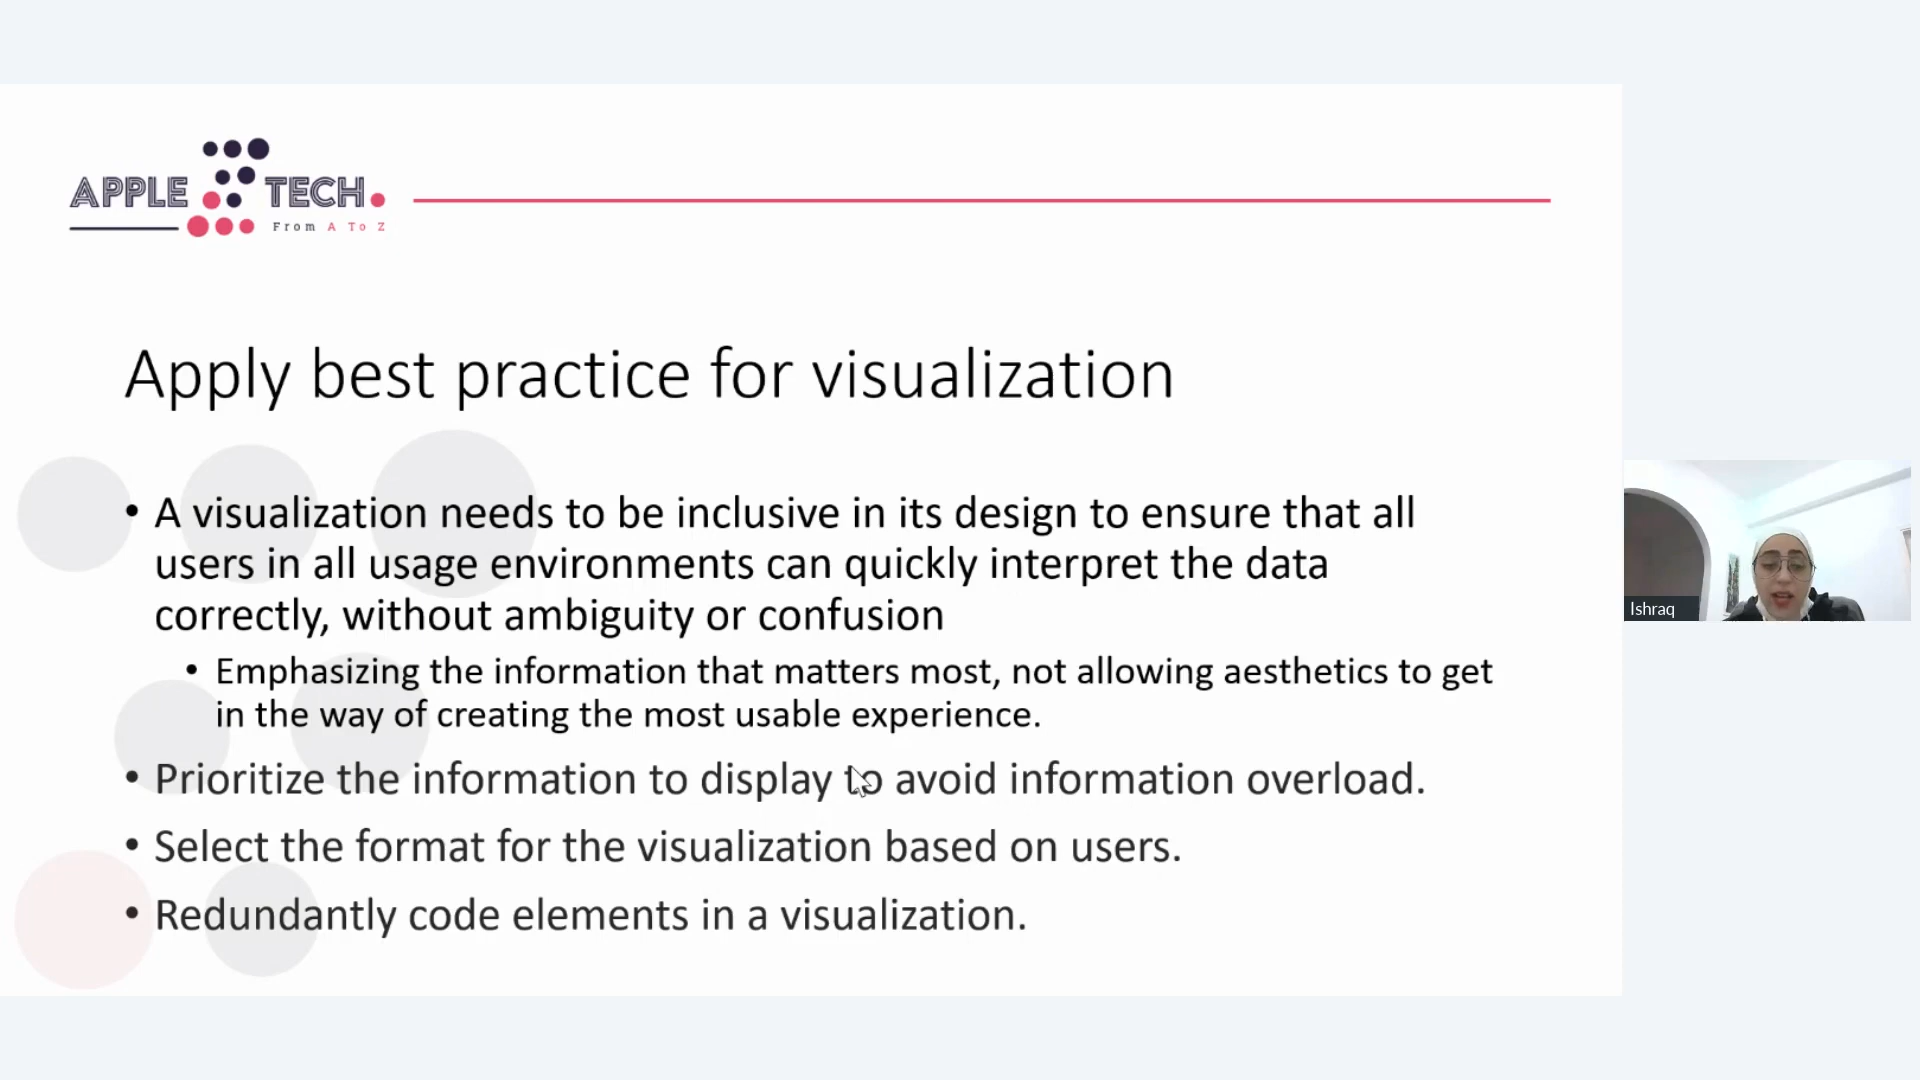 APPLE TECH.
From A To Z
Apply best practice for visualization
• A visualization needs to be inclusive in its design to ensure that all
users in all usage environments can quickly interpret the data
correctly, without ambiguity or confusion
• Emphasizing the information that matters most, not allowing aesthetics to get
in the way of creating the most usable experience.
• Prioritize the information to display to avoid information overload.
• Select the format for the visualization based on users.
• Redundantly code elements in a visualization.
Ishraq